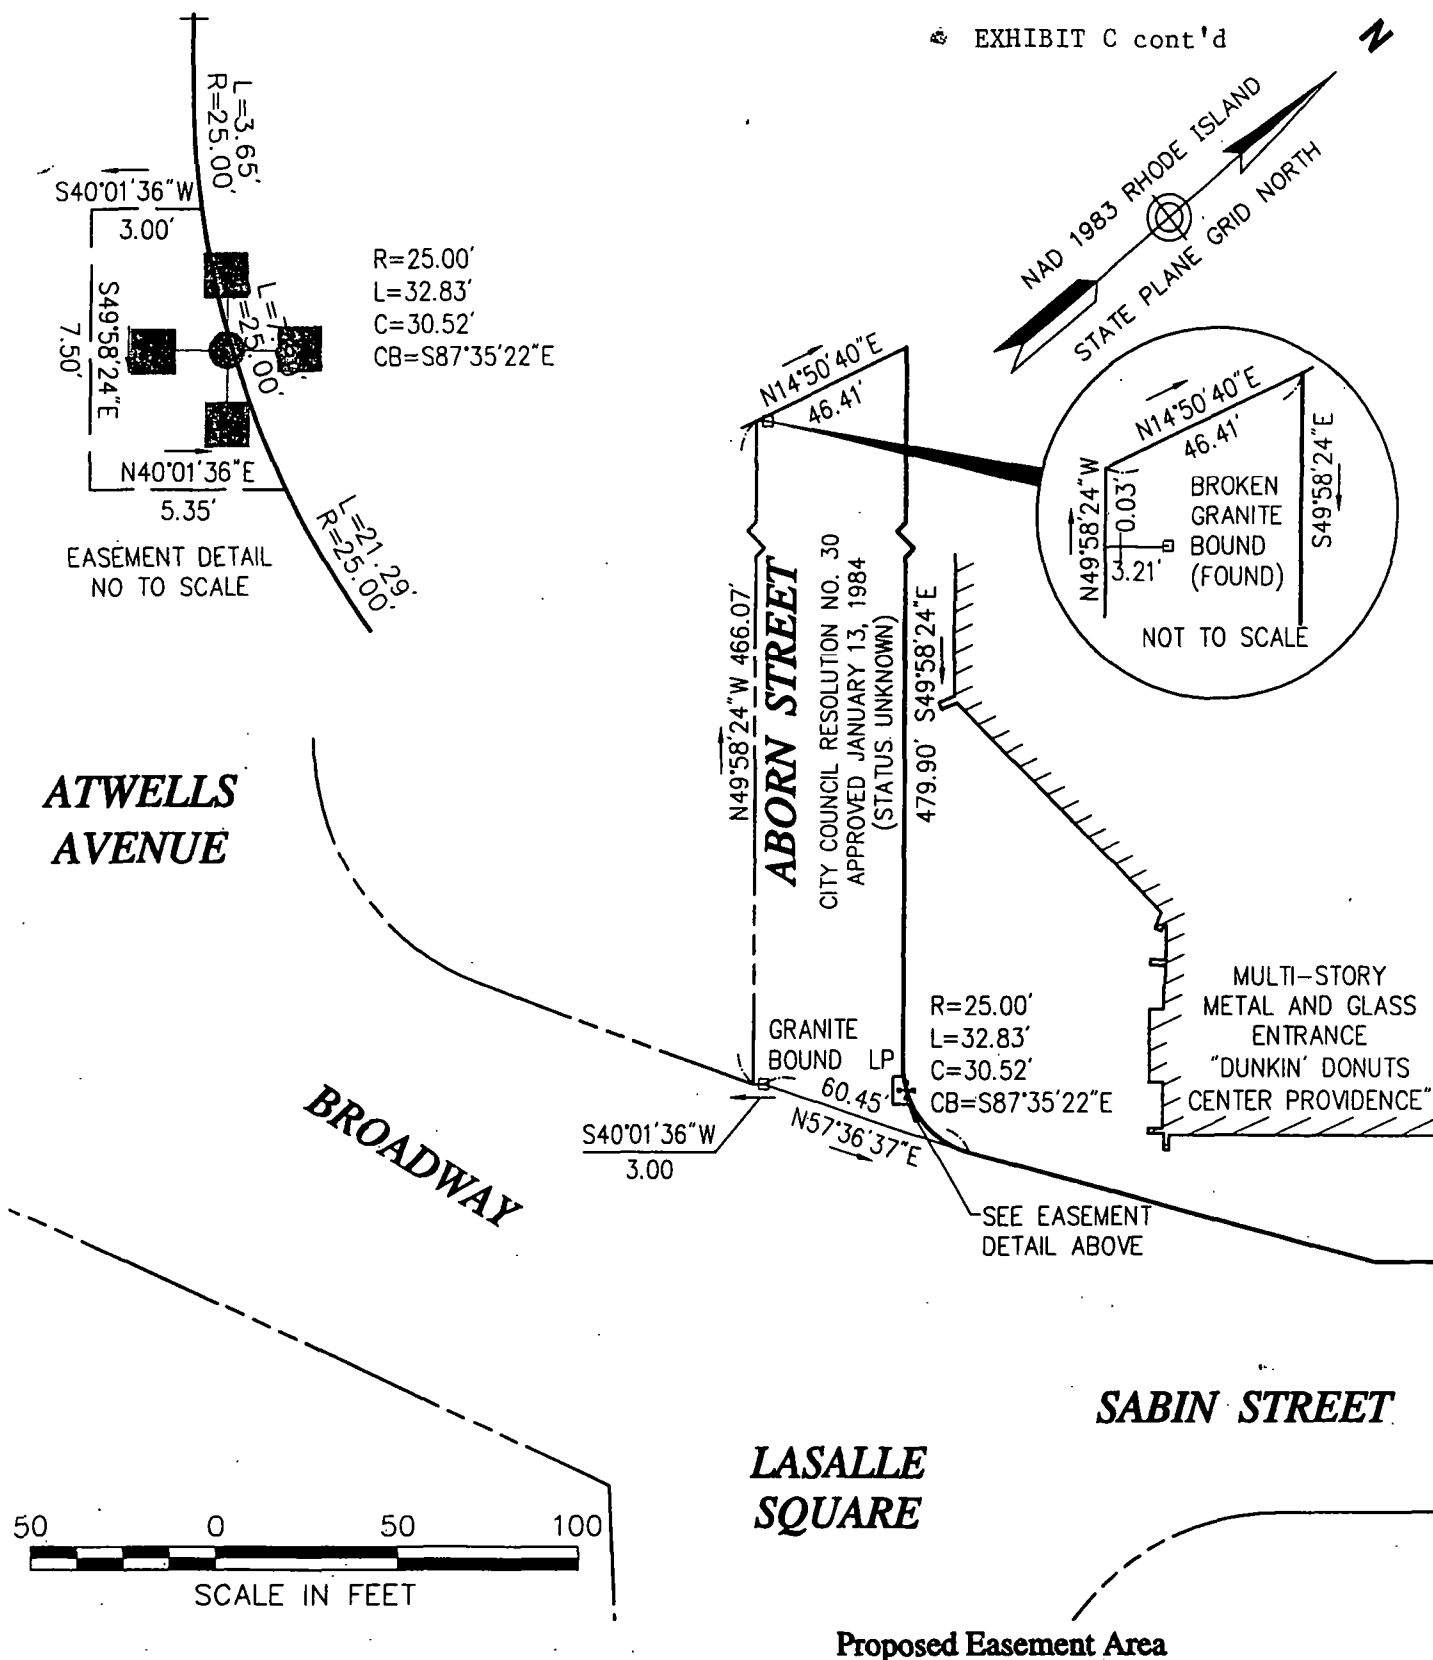 EXHIBIT C cont'd
N
NAD 1983 RHODE ISLAND
STATE PLANE GRID NORTH
L=3.65'
R=25.00'
S40°01'36"W
3.00'
S49°58'24"E
7.50'
L=
=25.00'
N40°01'36"E
5.35'
L=21.29'
R=25.00'
EASEMENT DETAIL
NO TO SCALE
R=25.00'
L=32.83'
C=30.52'
CB=S87°35'22"E
N14°50'40"E
46.41'
N14°50'40"E
46.41'
N49°58'24"W
0.03'
3.21'
BROKEN
GRANITE
BOUND
(FOUND)
S49°58'24"E
NOT TO SCALE
N49°58'24"W 466.07'
ABORN STREET
CITY COUNCIL RESOLUTION NO. 30
APPROVED JANUARY 13, 1984
(STATUS UNKNOWN)
479.90' S49°58'24"E
ATWELLS
AVENUE
MULTI-STORY
METAL AND GLASS
ENTRANCE
"DUNKIN' DONUTS
CENTER PROVIDENCE"
GRANITE
BOUND LP
R=25.00'
L=32.83'
C=30.52'
CB=S87°35'22"E
60.45'
N57°36'37"E
S40°01'36"W
3.00
BROADWAY
SEE EASEMENT
DETAIL ABOVE
SABIN STREET
LASALLE
SQUARE
50 0 50 100
SCALE IN FEET
Proposed Easement Area